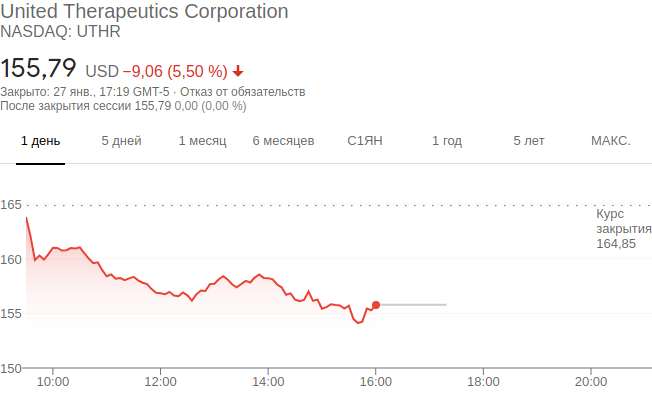 United Therapeutics Corporation
NASDAQ: UTHR
155,79 USD −9,06 (5,50 %)
Закрыто: 27 янв., 17:19 GMT-5 · Отказ от обязательств
После закрытия сессии 155,79 0,00 (0,00 %)
1 день 5 дней 1 месяц 6 месяцев С1ЯН 1 год 5 лет МАКС.
165
Курс
закрытия
164,85
160
155
150
10:00 12:00 14:00 16:00 18:00 20:00